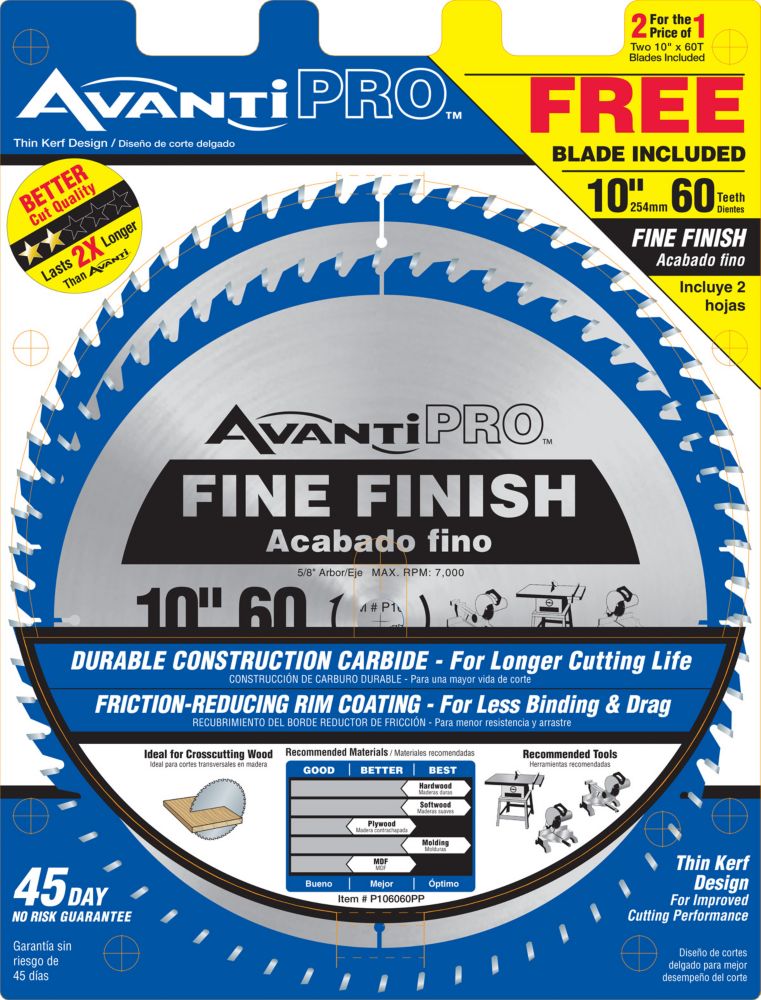 2 For the Price of 1
Two 10" x 60T
Blades Included
AVANTI PRO™
Thin Kerf Design / Diseño de corte delgado
FREE
BLADE INCLUDED
10" 254mm 60 Teeth Dientes
FINE FINISH
Acabado fino
Incluye 2
hojas
BETTER
Cut Quality
Lasts 2X Longer
Than AVANTI
AVANTI PRO™
FINE FINISH
Acabado fino
5/8" Arbor/Eje MAX. RPM: 7,000
10" 60
DURABLE CONSTRUCTION CARBIDE - For Longer Cutting Life
CONSTRUCCIÓN DE CARBURO DURABLE - Para una mayor vida de corte
FRICTION-REDUCING RIM COATING - For Less Binding & Drag
RECUBRIMIENTO DEL BORDE REDUCTOR DE FRICCIÓN - Para menor resistencia y arrastre
Ideal for Crosscutting Wood
Ideal para cortes transversales en madera
Recommended Materials / Materiales recomendadas
GOOD BETTER BEST
Hardwood
Maderas duras
Softwood
Maderas suaves
Plywood
Madera contrachapada
Molding
Molduras
MDF
MDF
Bueno Mejor Óptimo
Item # P106060PP
Recommended Tools
Herramientas recomendadas
45 DAY
NO RISK GUARANTEE
Garantía sin
riesgo de
45 días
Thin Kerf
Design
For Improved
Cutting Performance
Diseño de cortes
delgado para mejor
desempeño del corte